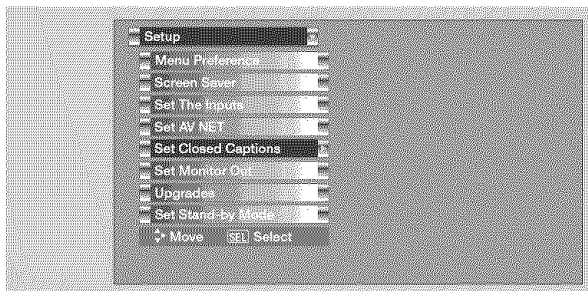 Setup
Menu Preference
Screen Saver
Set The Inputs
Set AV NET
Set Closed Captions
Set Monitor Out
Upgradee
Set Stand-by Mode
Move SEL Select